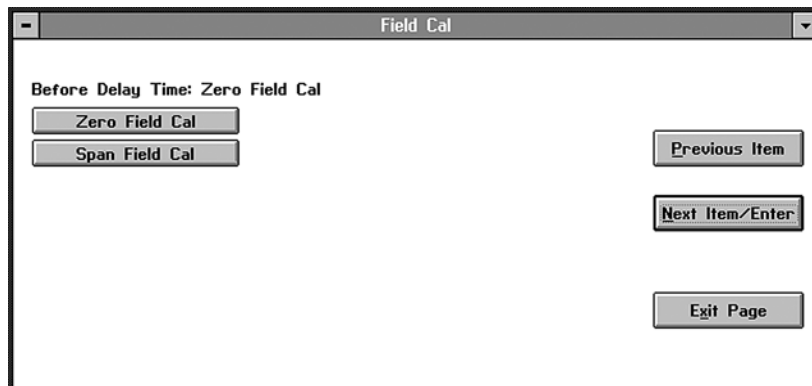 Field Cal
Before Delay Time: Zero Field Cal
Zero Field Cal
Span Field Cal
Previous Item
Next Item/Enter
Exit Page